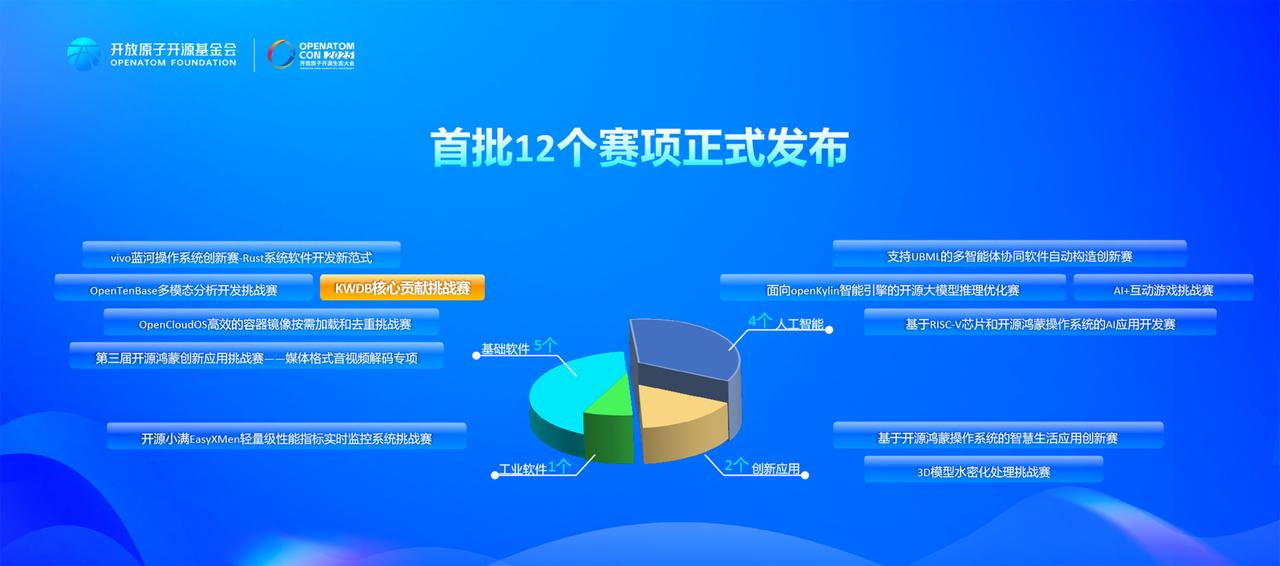 开放原子开源基金会
OPENATOM FOUNDATION
OPENATOM
CON 2025
开放原子开源生态大会
首批12个赛项正式发布
vivo蓝河操作系统创新赛-Rust系统软件开发新范式
OpenTenBase多模态分析开发挑战赛
KWDB核心贡献挑战赛
OpenCloudOS高效的容器镜像按需加载和去重挑战赛
第三届开源鸿蒙创新应用挑战赛——媒体格式音视频解码专项
基础软件 5个
支持UBML的多智能体协同软件自动构造创新赛
面向openKylin智能引擎的开源大模型推理优化赛
AI+互动游戏挑战赛
基于RISC-V芯片和开源鸿蒙操作系统的AI应用开发赛
4个 人工智能
开源小满EasyXMen轻量级性能指标实时监控系统挑战赛
工业软件 1个
基于开源鸿蒙操作系统的智慧生活应用创新赛
3D模型水密化处理挑战赛
2个 创新应用